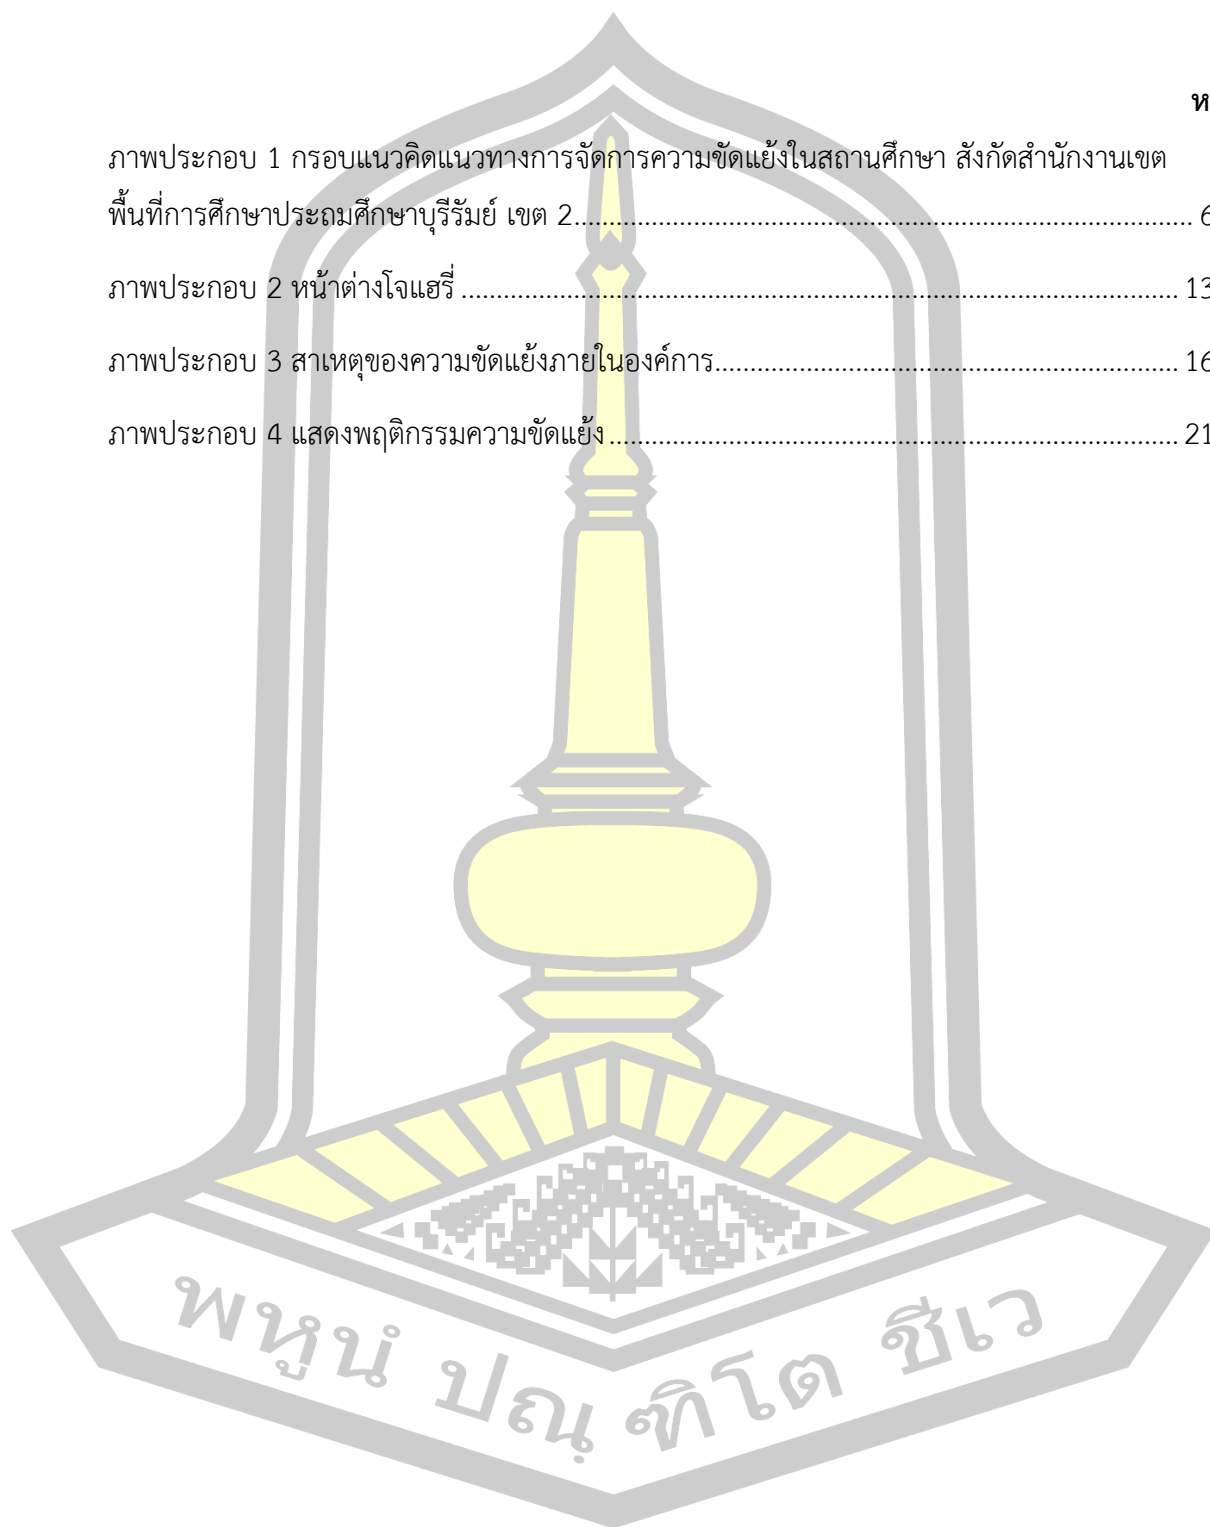 ห
ภาพประกอบ 1 กรอบแนวคิดแนวทางการจัดการความขัดแย้งในสถานศึกษา สังกัดสำนักงานเขต
พื้นที่การศึกษาประถมศึกษาบุรีรัมย์ เขต 2........................................................................................ 6
ภาพประกอบ 2 หน้าต่างโจแฮรี่ ...................................................................................................... 13
ภาพประกอบ 3 สาเหตุของความขัดแย้งภายในองค์การ.................................................................. 16
ภาพประกอบ 4 แสดงพฤติกรรมความขัดแย้ง ................................................................................. 21
พหูนํ ปณฺฑิโต ชีเว